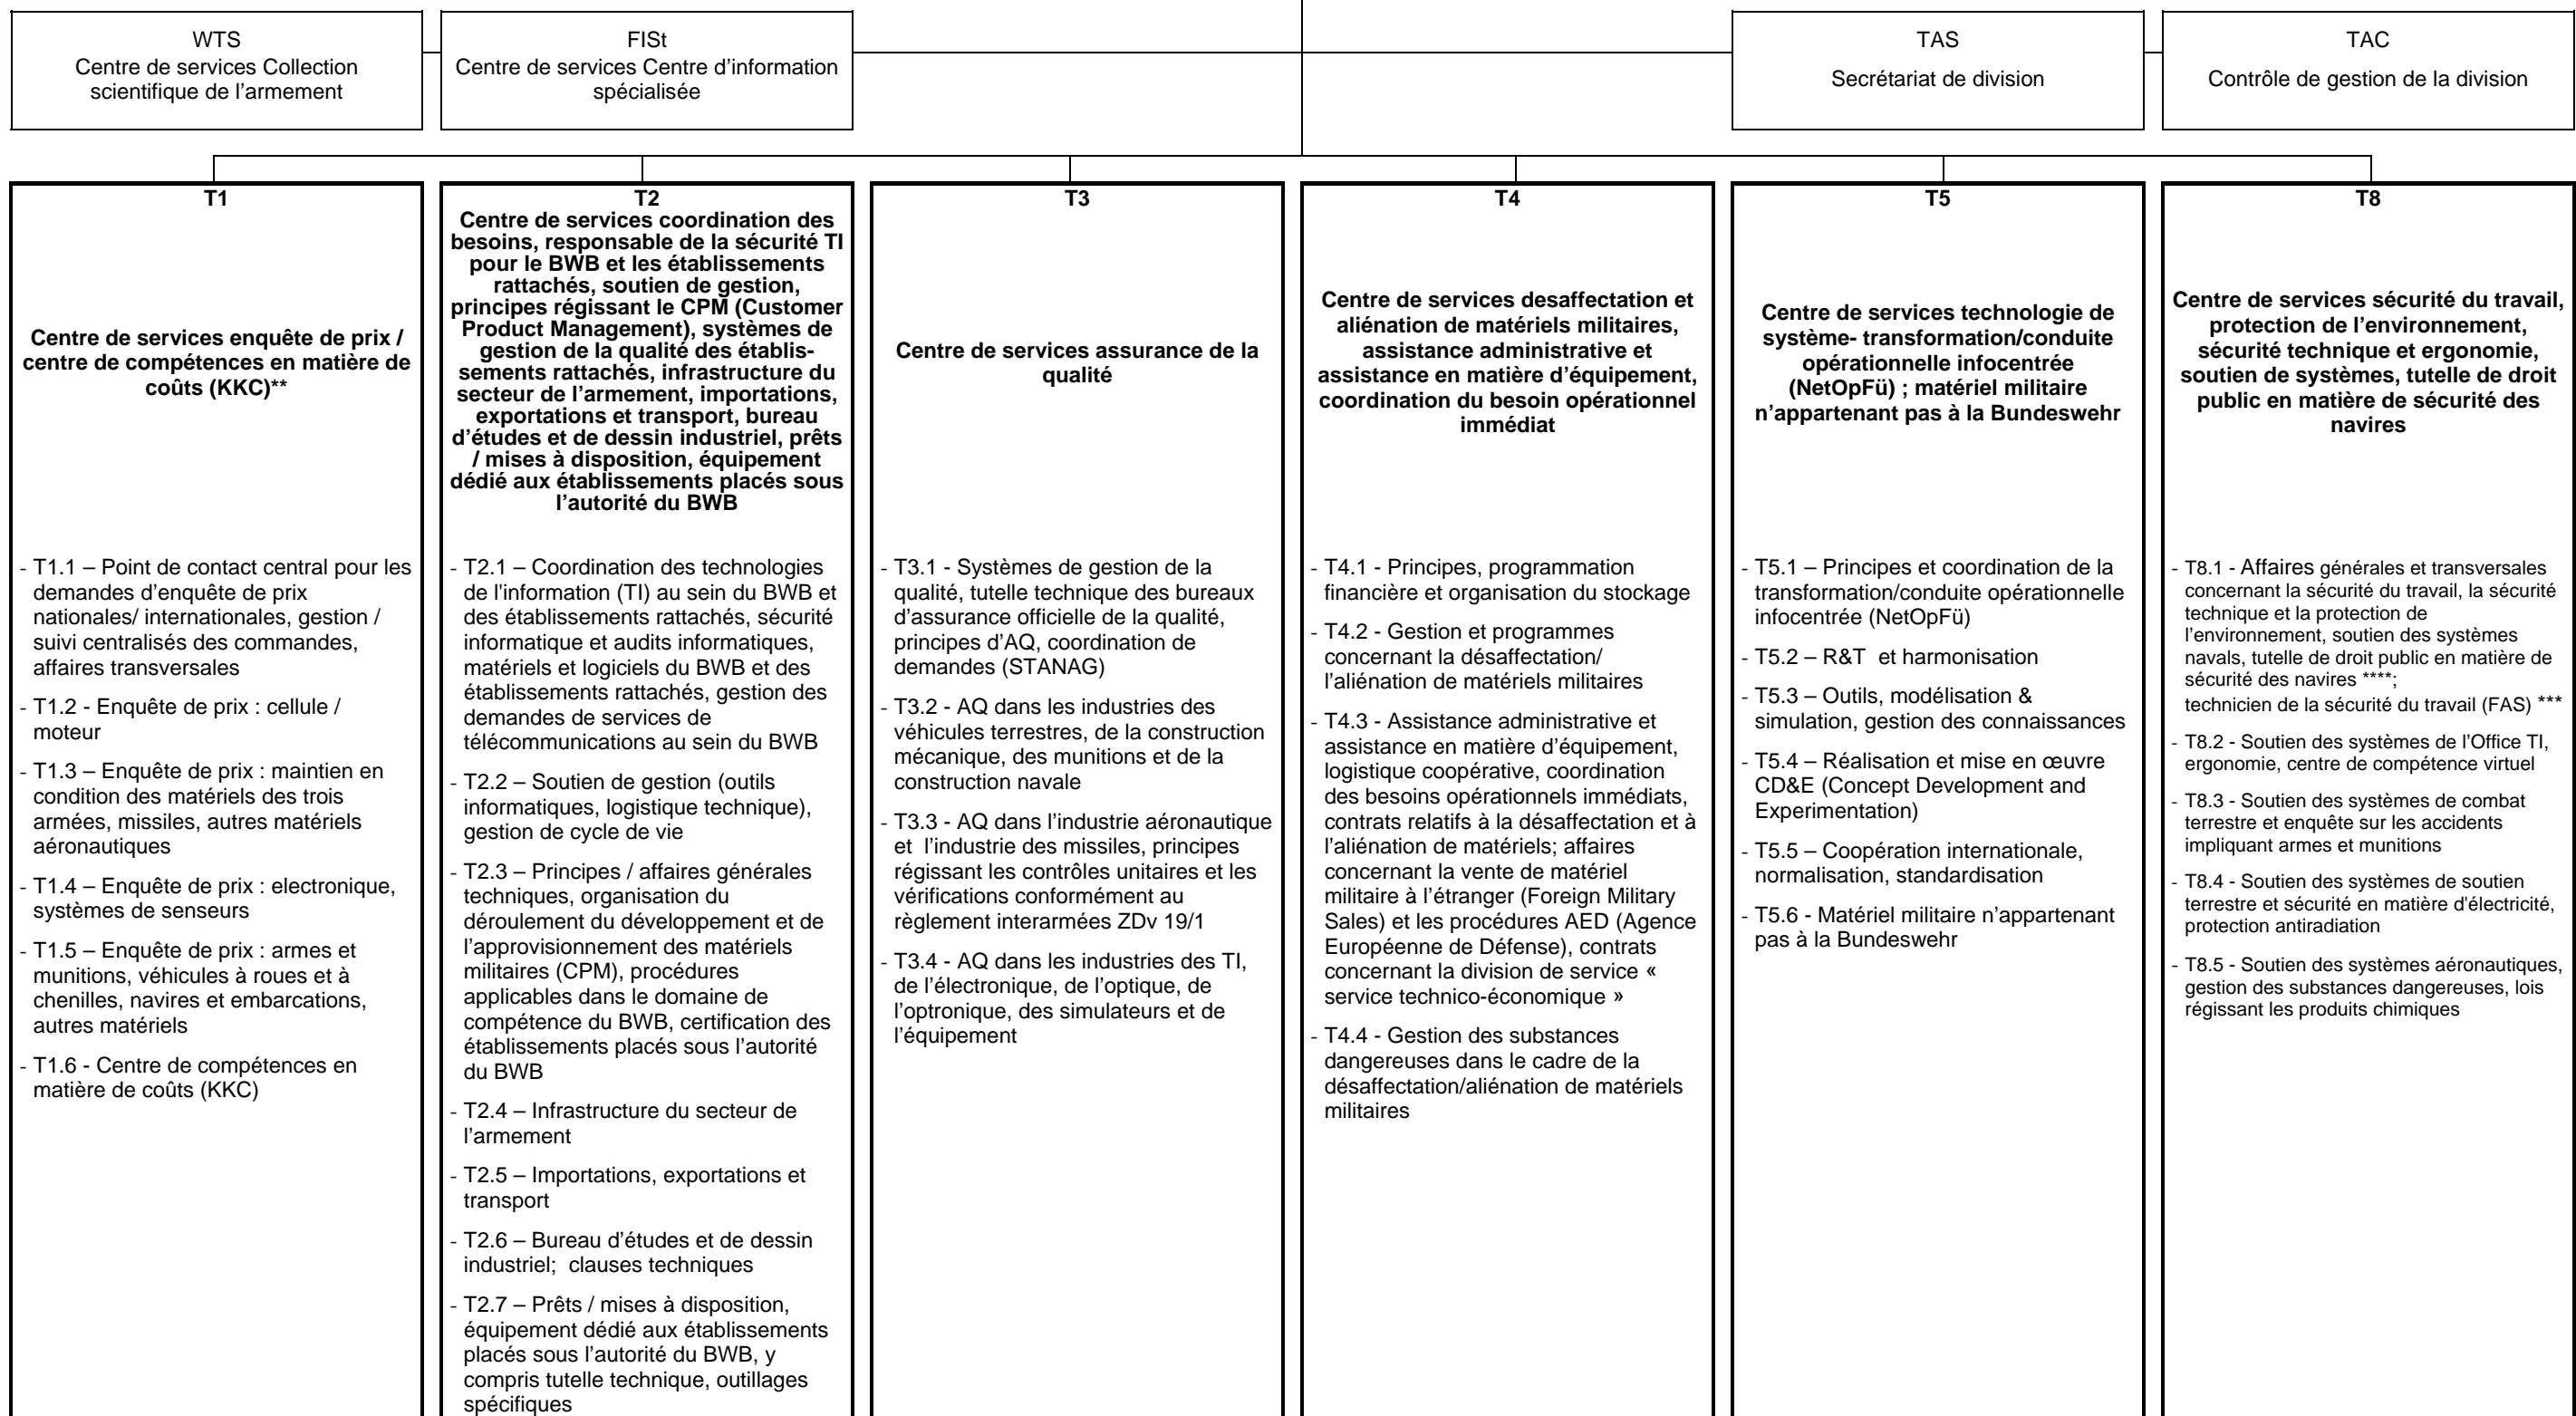 WTS
Centre de services Collection
scientifique de l’armement
FISt
Centre de services Centre d’information
spécialisée
TAS
Secrétariat de division
TAC
Contrôle de gestion de la division
T1
Centre de services enquête de prix /
centre de compétences en matière de
coûts (KKC)**
- T1.1 – Point de contact central pour les
demandes d’enquête de prix
nationales/ internationales, gestion /
suivi centralisés des commandes,
affaires transversales
- T1.2 - Enquête de prix : cellule /
moteur
- T1.3 – Enquête de prix : maintien en
condition des matériels des trois
armées, missiles, autres matériels
aéronautiques
- T1.4 – Enquête de prix : electronique,
systèmes de senseurs
- T1.5 – Enquête de prix : armes et
munitions, véhicules à roues et à
chenilles, navires et embarcations,
autres matériels
- T1.6 - Centre de compétences en
matière de coûts (KKC)
T2
Centre de services coordination des
besoins, responsable de la sécurité TI
pour le BWB et les établissements
rattachés, soutien de gestion,
principes régissant le CPM (Customer
Product Management), systèmes de
gestion de la qualité des établis-
sements rattachés, infrastructure du
secteur de l’armement, importations,
exportations et transport, bureau
d’études et de dessin industriel, prêts
/ mises à disposition, équipement
dédié aux établissements placés sous
l’autorité du BWB
- T2.1 – Coordination des technologies
de l'information (TI) au sein du BWB et
des établissements rattachés, sécurité
informatique et audits informatiques,
matériels et logiciels du BWB et des
établissements rattachés, gestion des
demandes de services de
télécommunications au sein du BWB
- T2.2 – Soutien de gestion (outils
informatiques, logistique technique),
gestion de cycle de vie
- T2.3 – Principes / affaires générales
techniques, organisation du
déroulement du développement et de
l’approvisionnement des matériels
militaires (CPM), procédures
applicables dans le domaine de
compétence du BWB, certification des
établissements placés sous l’autorité
du BWB
- T2.4 – Infrastructure du secteur de
l’armement
- T2.5 – Importations, exportations et
transport
- T2.6 – Bureau d’études et de dessin
industriel; clauses techniques
- T2.7 – Prêts / mises à disposition,
équipement dédié aux établissements
placés sous l’autorité du BWB, y
compris tutelle technique, outillages
spécifiques
T3
Centre de services assurance de la
qualité
- T3.1 - Systèmes de gestion de la
qualité, tutelle technique des bureaux
d’assurance officielle de la qualité,
principes d’AQ, coordination de
demandes (STANAG)
- T3.2 - AQ dans les industries des
véhicules terrestres, de la construction
mécanique, des munitions et de la
construction navale
- T3.3 - AQ dans l’industrie aéronautique
et l’industrie des missiles, principes
régissant les contrôles unitaires et les
vérifications conformément au
règlement interarmées ZDv 19/1
- T3.4 - AQ dans les industries des TI,
de l’électronique, de l’optique, de
l’optronique, des simulateurs et de
l’équipement
T4
Centre de services desaffectation et
aliénation de matériels militaires,
assistance administrative et
assistance en matière d’équipement,
coordination du besoin opérationnel
immédiat
- T4.1 - Principes, programmation
financière et organisation du stockage
- T4.2 - Gestion et programmes
concernant la désaffectation/
l’aliénation de matériels militaires
- T4.3 - Assistance administrative et
assistance en matière d’équipement,
logistique coopérative, coordination
des besoins opérationnels immédiats,
contrats relatifs à la désaffectation et à
l’aliénation de matériels; affaires
concernant la vente de matériel
militaire à l’étranger (Foreign Military
Sales) et les procédures AED (Agence
Européenne de Défense), contrats
concernant la division de service «
service technico-économique »
- T4.4 - Gestion des substances
dangereuses dans le cadre de la
désaffectation/aliénation de matériels
militaires
T5
Centre de services technologie de
système- transformation/conduite
opérationnelle infocentrée
(NetOpFü) ; matériel militaire
n’appartenant pas à la Bundeswehr
- T5.1 – Principes et coordination de la
transformation/conduite opérationnelle
infocentrée (NetOpFü)
- T5.2 – R&T et harmonisation
- T5.3 – Outils, modélisation &
simulation, gestion des connaissances
- T5.4 – Réalisation et mise en œuvre
CD&E (Concept Development and
Experimentation)
- T5.5 – Coopération internationale,
normalisation, standardisation
- T5.6 - Matériel militaire n’appartenant
pas à la Bundeswehr
T8
Centre de services sécurité du travail,
protection de l’environnement,
sécurité technique et ergonomie,
soutien de systèmes, tutelle de droit
public en matière de sécurité des
navires
- T8.1 - Affaires générales et transversales
concernant la sécurité du travail, la sécurité
technique et la protection de
l’environnement, soutien des systèmes
navals, tutelle de droit public en matière de
sécurité des navires ****;
technicien de la sécurité du travail (FAS) ***
- T8.2 - Soutien des systèmes de l’Office TI,
ergonomie, centre de compétence virtuel
- T8.3 - Soutien des systèmes de combat
terrestre et enquête sur les accidents
impliquant armes et munitions
- T8.4 - Soutien des systèmes de soutien
terrestre et sécurité en matière d’électricité,
protection antiradiation
- T8.5 - Soutien des systèmes aéronautiques,
gestion des substances dangereuses, lois
régissant les produits chimiques